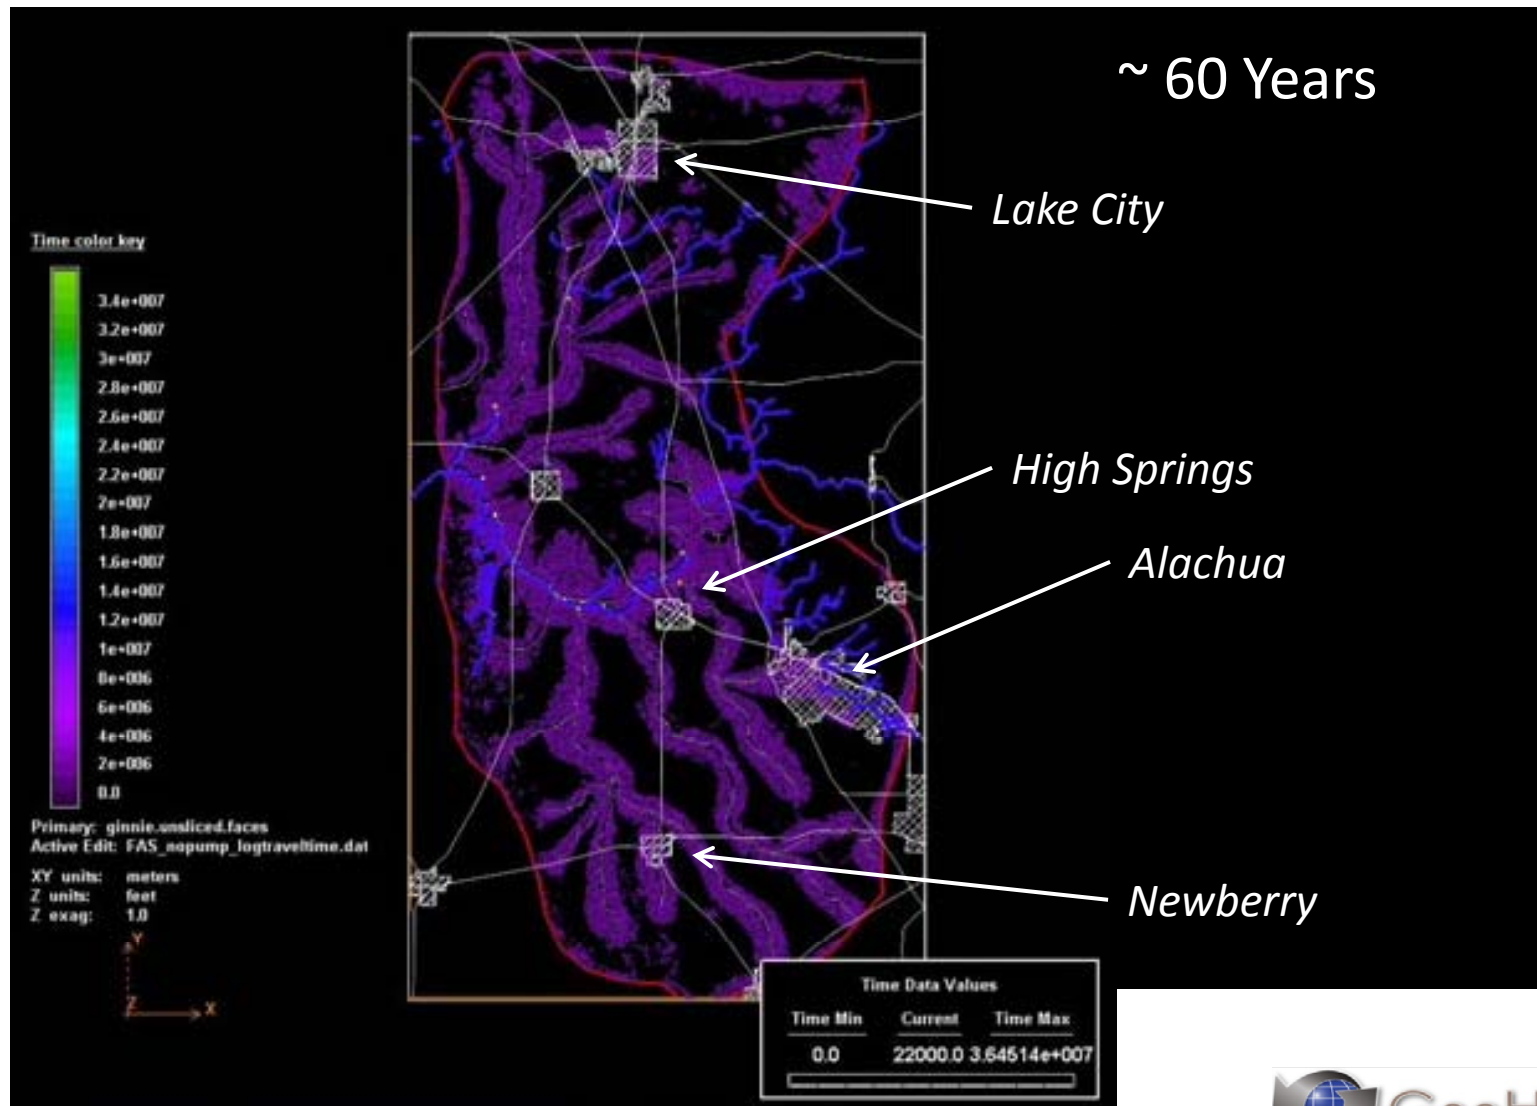 ~ 60 Years
Lake City
High Springs
Alachua
Newberry
Time color key
3.4e+007
3.2e+007
3e+007
2.8e+007
2.6e+007
2.4e+007
2.2e+007
2e+007
1.8e+007
1.6e+007
1.4e+007
1.2e+007
1e+007
8e+006
6e+006
4e+006
2e+006
0.0
Primary: ginnie.unsliced.faces
Active Edit: FAS_nopump_logtraveltime.dat
XY units: meters
Z units: feet
Z exag: 1.0
Y
Z
X
Time Data Values
Time Min Current Time Max
0.0 22000.0 3.64514e+007